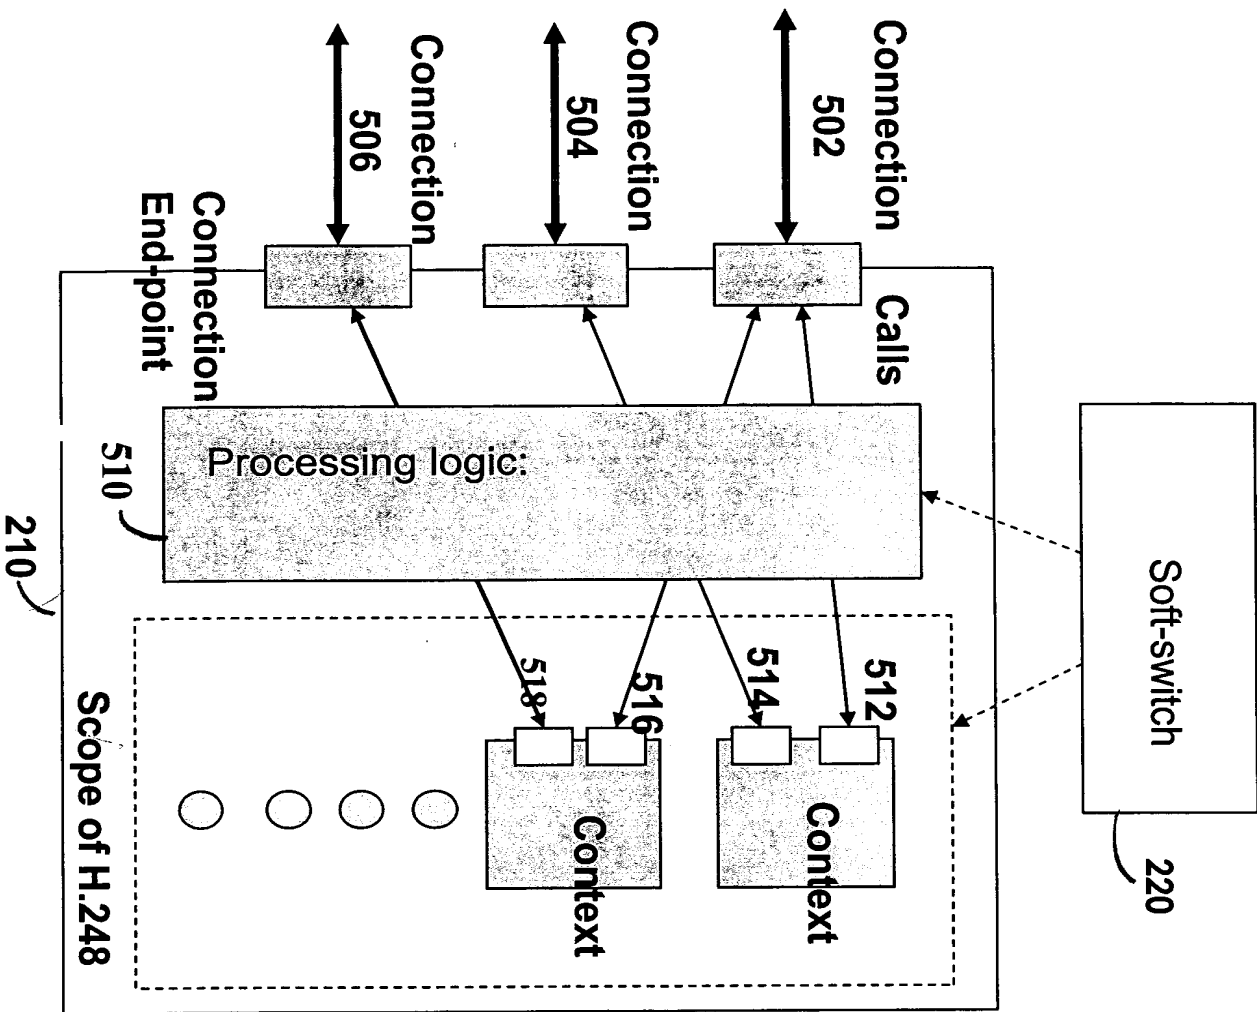 Soft-switch
220
Connection
502
Calls
512
Context
Connection
504
514
516
Context
Connection
506
Processing logic:
518
Connection
End-point
510
Scope of H.248
210